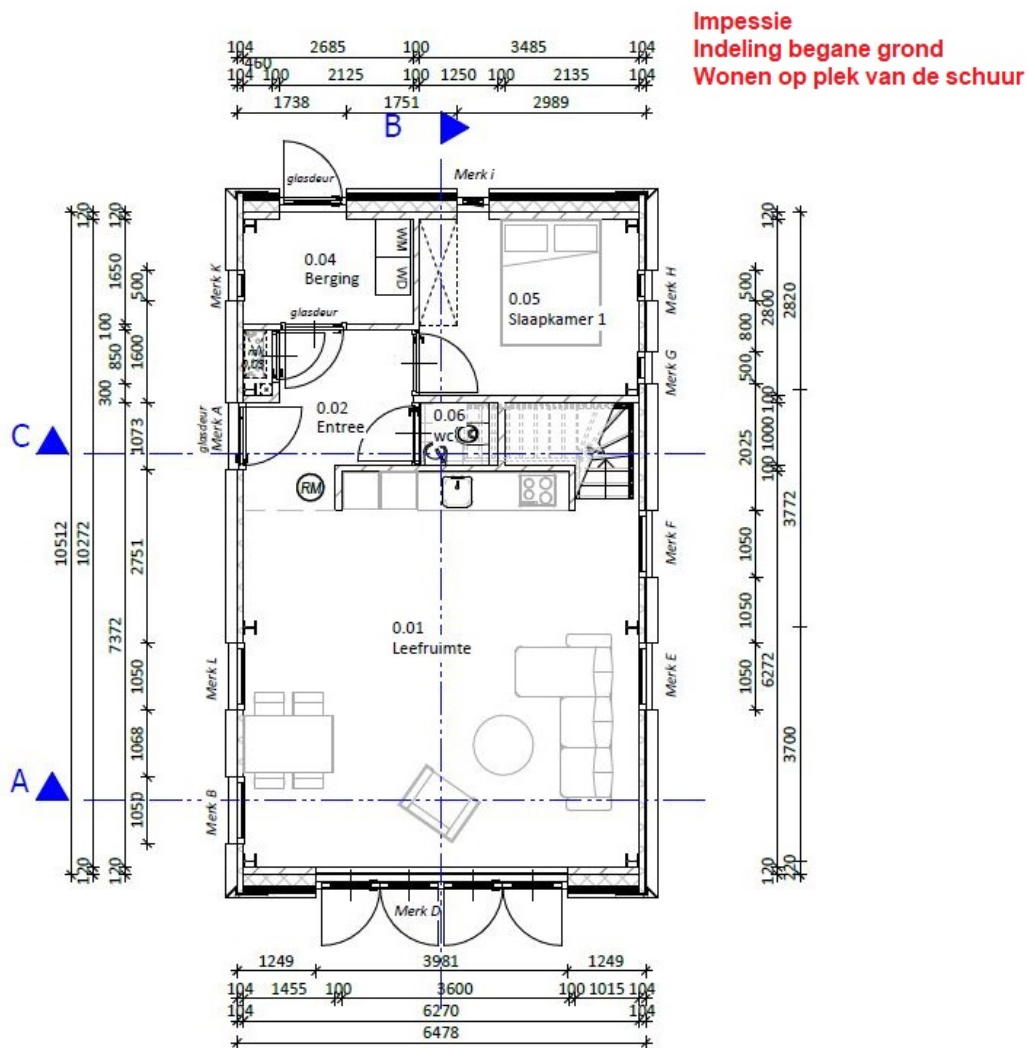 Impessie
Indeling begane grond
Wonen op plek van de schuur
104 2685 100 3485 104
460
104 100 2125 100 1250 100 2135 104
1738 1751 2989
B
glasdeur
Merk i
0.04
Berging
WM
WD
0.05
Slaapkamer 1
glasdeur
0.02
Entree
0.06
wc
RM
0.01
Leefruimte
Merk K
glasdeur
Merk A
Merk L
Merk B
Merk H
Merk G
Merk F
Merk E
Merk D
C
A
120 10512 120
120 10272 120
120 1650 100 850 300 7372 120
500 1600 1073 2751 1050 1068 1050
500 800 500 2025 1050 1050 1050
120 2800 100 1000 100 6272 120
2820 3772 3700 220
1249 3981 1249
104 1455 100 3600 100 1015 104
104 6270 104
6478